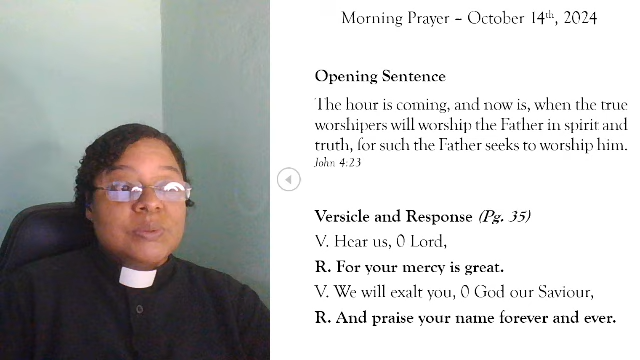 Morning Prayer – October 14th, 2024
Opening Sentence
The hour is coming, and now is, when the true
worshipers will worship the Father in spirit and
truth, for such the Father seeks to worship him.
John 4:23
Versicle and Response (Pg. 35)
V. Hear us, O Lord,
R. For your mercy is great.
V. We will exalt you, O God our Saviour,
R. And praise your name forever and ever.